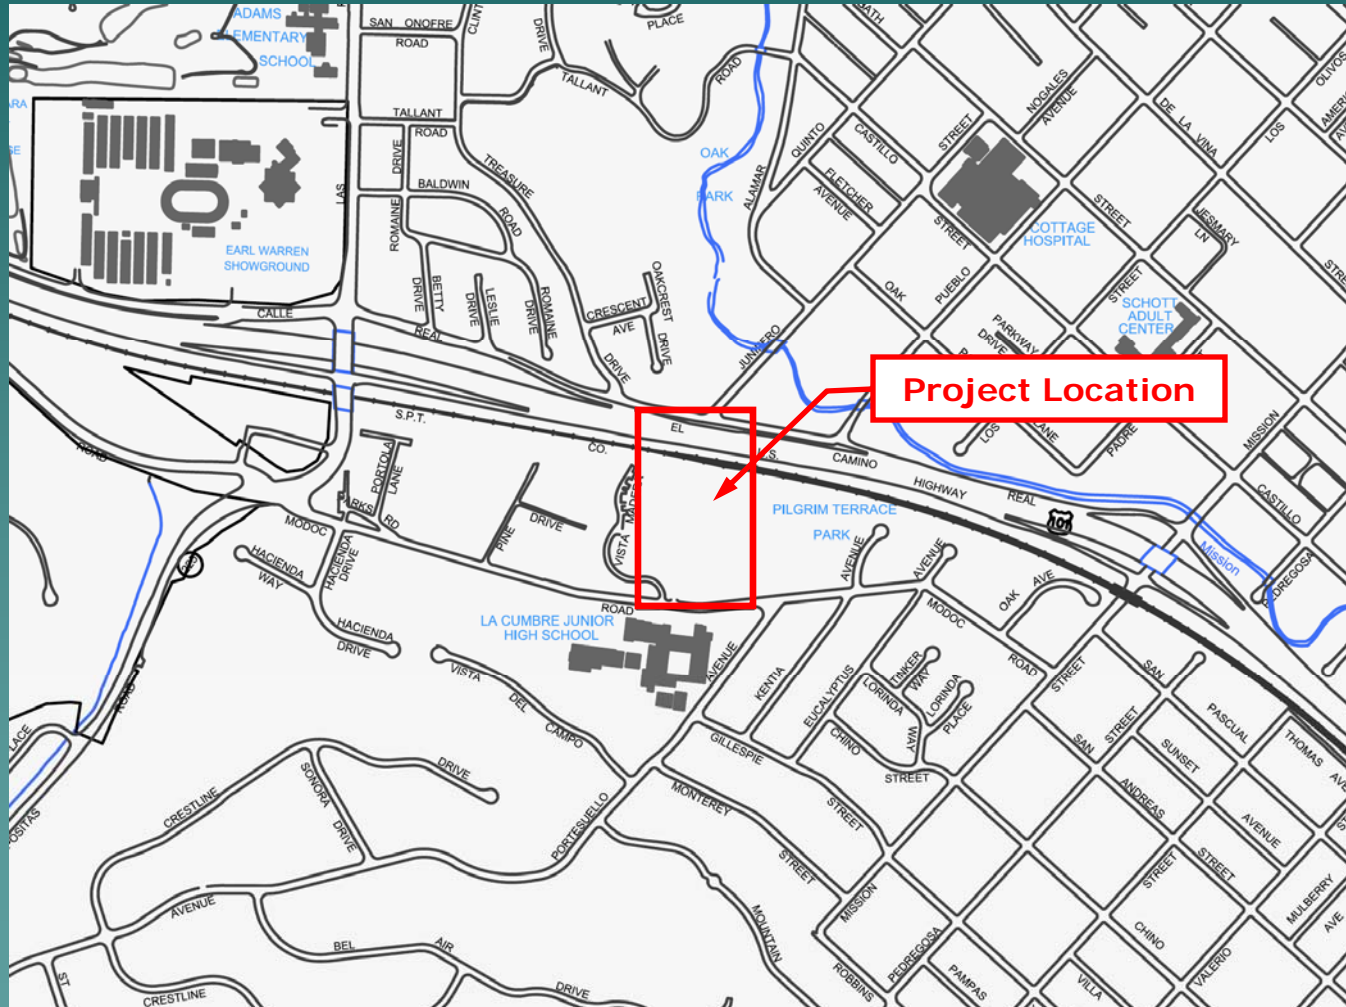 ADAMS
ELEMENTARY
SCHOOL
SAN ONOFRE
ROAD
DRIVE
PLACE
TALLANT
ROAD
TALLANT
ROAD
DRIVE
BALDWIN
TREASURE
ROAD
LAS
ROMAINE
EARL WARREN
SHOWGROUND
CALLE
REAL
DRIVE
BETTY
DRIVE
LESLIE
DRIVE
ROMAINE
CRESCENT
AVE
OAKCREST
DRIVE
DRIVE
OAK
PARK
ALAMAR
QUINTO
CASTILLO
FLETCHER
AVENUE
STREET
NOGALES
AVENUE
DE LA VINA
LOS
OLIVOS
STREET
STREET
JESMARY
LN
COTTAGE
HOSPITAL
OAK
PUEBLO
STREET
SCHOTT
ADULT
CENTER
PARKWAY
DRIVE
JUNIPERO
Project Location
LOS
LANE
PADRE
MISSION
CASTILLO
PEDREGOSA
Mission
EL
CAMINO
REAL
U.S.
HIGHWAY
101
S.P.T.
CO.
ROAD
PORTOLA
LANE
PARKS
RD
MODOC
HACIENDA
DRIVE
HACIENDA
WAY
HACIENDA
DRIVE
PINE
DRIVE
VISTA
MADERA
ROAD
PILGRIM TERRACE
PARK
AVENUE
AVENUE
OAK AVE
MODOC
ROAD
STREET
LA CUMBRE JUNIOR
HIGH SCHOOL
AVENUE
KENTIA
EUCALYPTUS
TINKER
WAY
LORINDA
WAY
LORINDA
PLACE
CHINO
STREET
VISTA
DEL
CAMPO
GILLESPIE
STREET
MONTEREY
STREET
PORTESUELLO
SAN
PASCUAL
STREET
SAN
ANDREAS
STREET
SUNSET
AVENUE
THOMAS
MULBERRY
AVE
STREET
CHINO
VALERIO
VILLA
ROAD
PLACE
POSITAS
CRESTLINE
SONORA
DRIVE
DRIVE
AVENUE
BEL
AIR
DRIVE
CRESTLINE
ST
MOUNTAIN
MISSION
PEDREGOSA
ROBBINS
PAMPAS